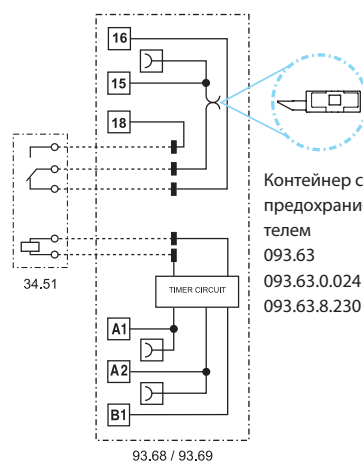 16
15
18
34.51
Контейнер с
предохрани-
телем
093.63
093.63.0.024
093.63.8.230
TIMER CIRCUIT
A1
A2
B1
93.68 / 93.69